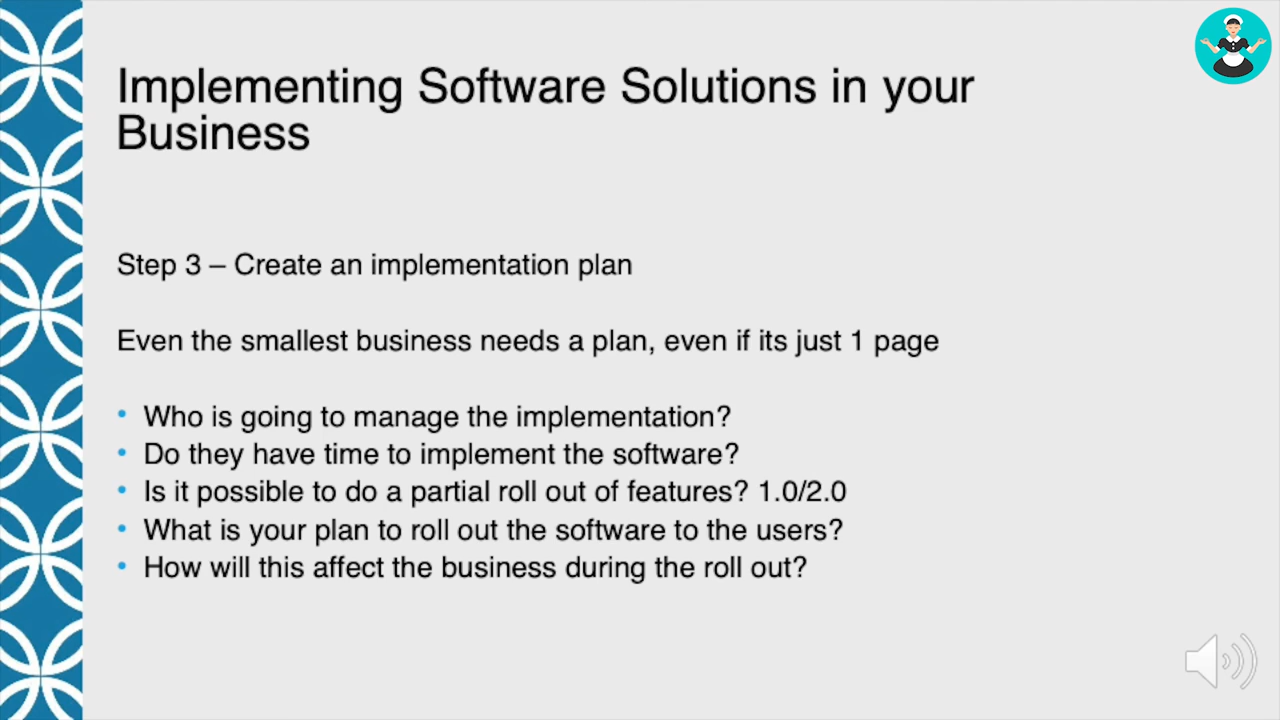 Implementing Software Solutions in your
Business
Step 3 – Create an implementation plan
Even the smallest business needs a plan, even if its just 1 page
• Who is going to manage the implementation?
• Do they have time to implement the software?
• Is it possible to do a partial roll out of features? 1.0/2.0
• What is your plan to roll out the software to the users?
• How will this affect the business during the roll out?